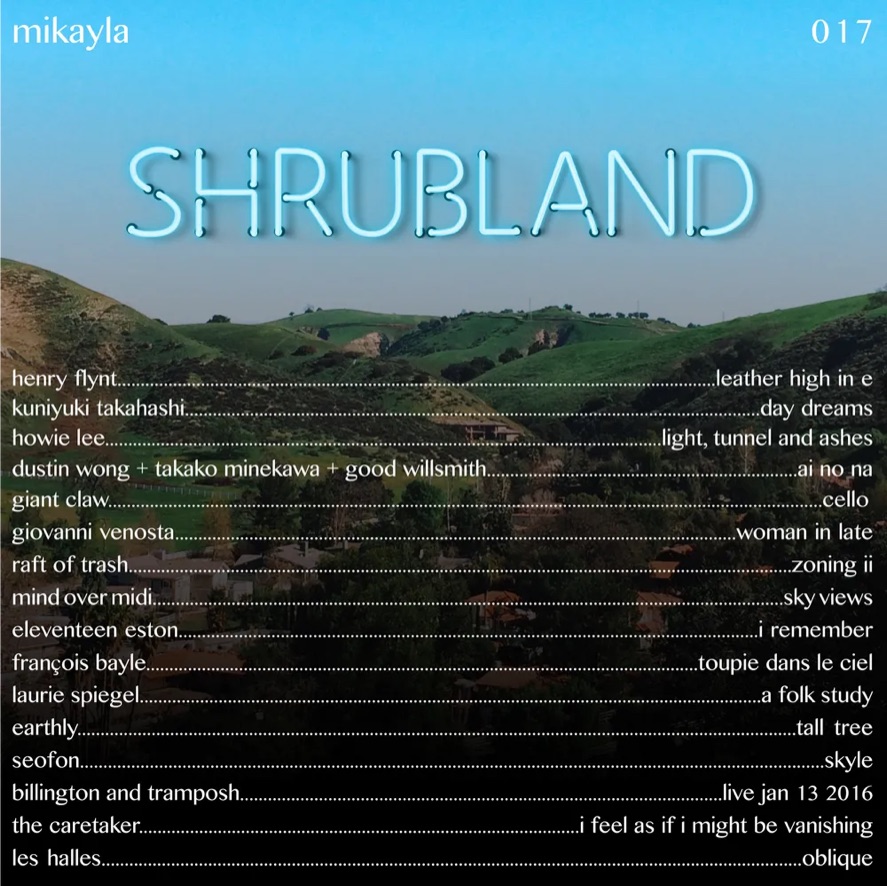 mikayla 017
SHRUBLAND
henry flynt........................leather high in e
kuniyuki takahashi........................day dreams
howie lee........................light, tunnel and ashes
dustin wong + takako minekawa + good willsmith........................ai no na
giant claw........................cello
giovanni venosta........................woman in late
raft of trash........................zoning ii
mind over midi........................sky views
eleventeen eston........................i remember
françois bayle........................toupie dans le ciel
laurie spiegel........................a folk study
earthly........................tall tree
seofon........................skyle
billington and tramposh........................live jan 13 2016
the caretaker........................i feel as if i might be vanishing
les halles........................oblique